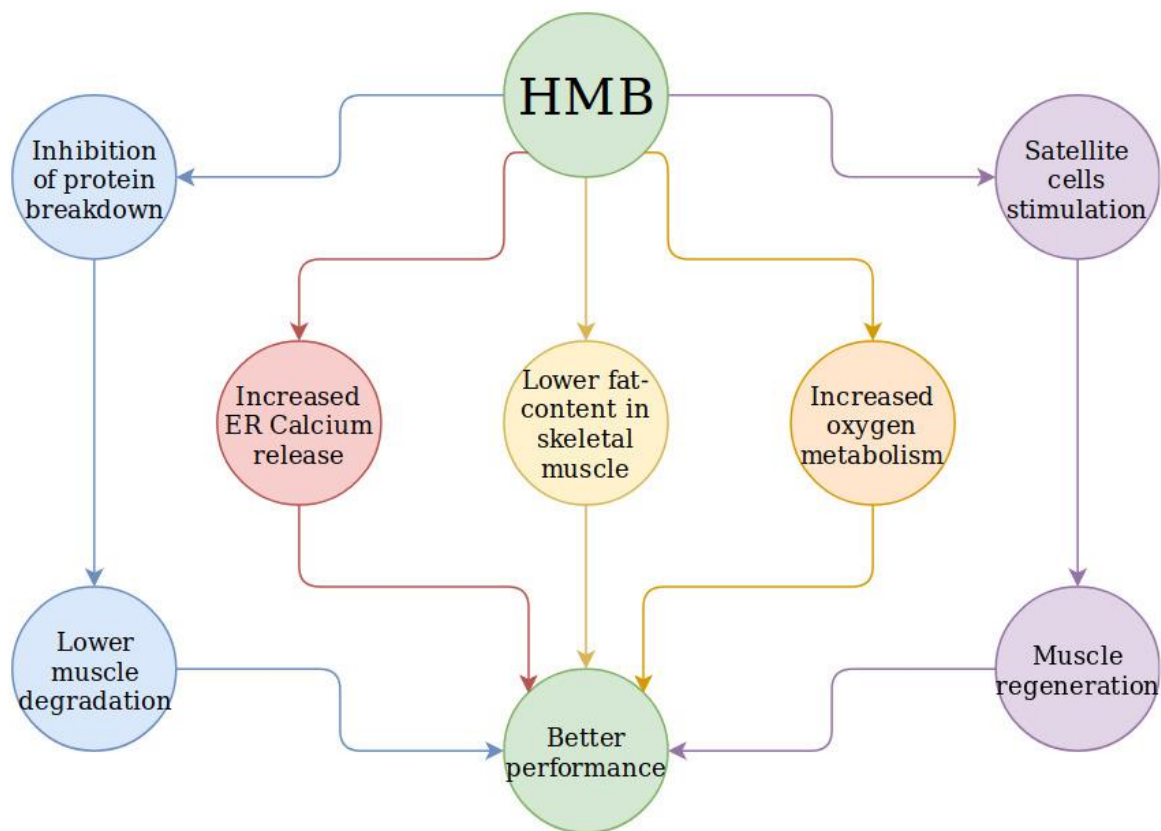 HMB
Inhibition
of protein
breakdown
Satellite
cells
stimulation
Increased
ER Calcium
release
Lower fat-
content in
skeletal
muscle
Increased
oxygen
metabolism
Lower
muscle
degradation
Muscle
regeneration
Better
performance